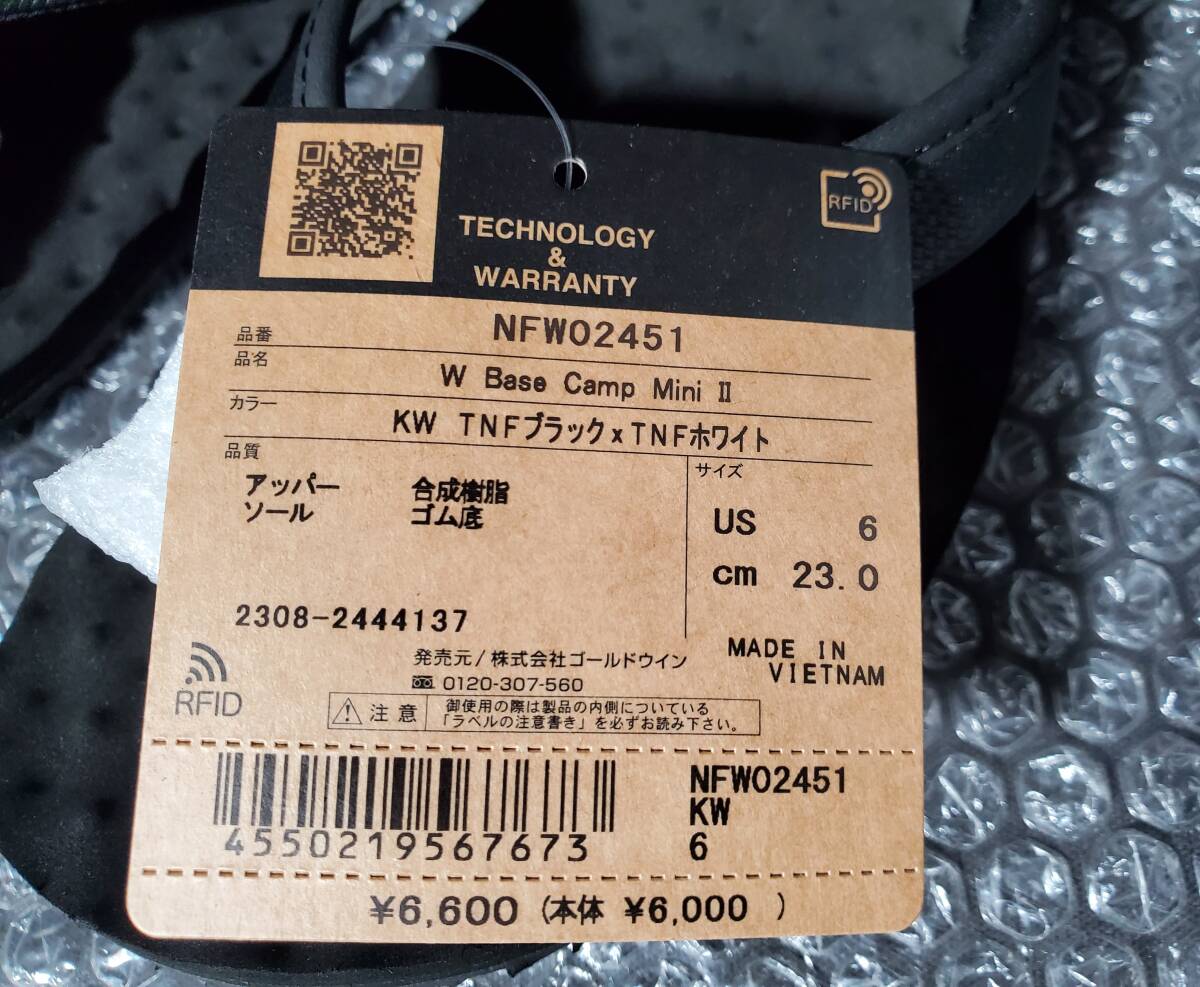 TECHNOLOGY
&
WARRANTY
RFID
品番 NFW02451
品名 W Base Camp Mini Ⅱ
カラー KW TNFブラックxTNFホワイト
品質
アッパー 合成樹脂
ソール ゴム底
サイズ
US 6
cm 23.0
2308-2444137
MADE IN
VIETNAM
RFID
発売元/株式会社ゴールドウイン
0120-307-560
注意
御使用の際は製品の内側についている
「ラベルの注意書き」を必ずお読み下さい。
4550219567673
NFW02451
KW
6
¥6,600 (本体 ¥6,000 )